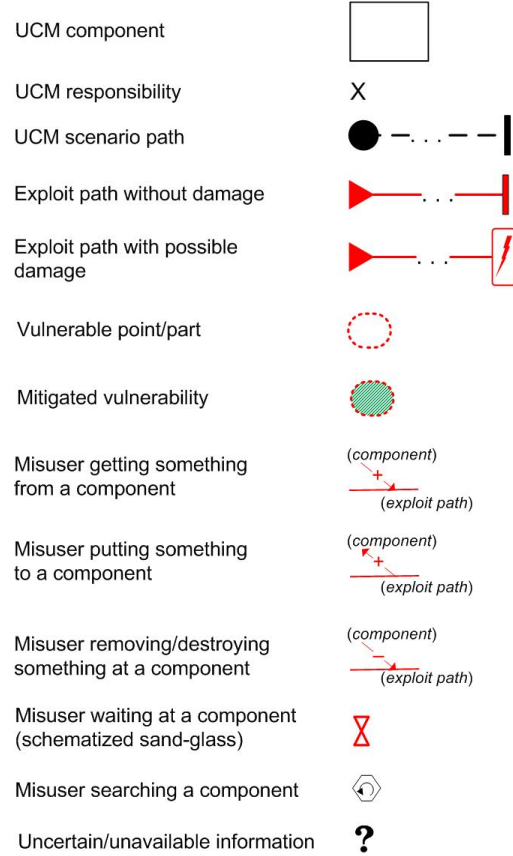 UCM component
UCM responsibility X
UCM scenario path . . .
Exploit path without damage . . .
Exploit path with possible . . .
damage
Vulnerable point/part
Mitigated vulnerability
Misuser getting something (component)
from a component +
(exploit path)
Misuser putting something (component)
to a component +
(exploit path)
Misuser removing/destroying (component)
something at a component –
(exploit path)
Misuser waiting at a component
(schematized sand-glass)
Misuser searching a component
Uncertain/unavailable information ?